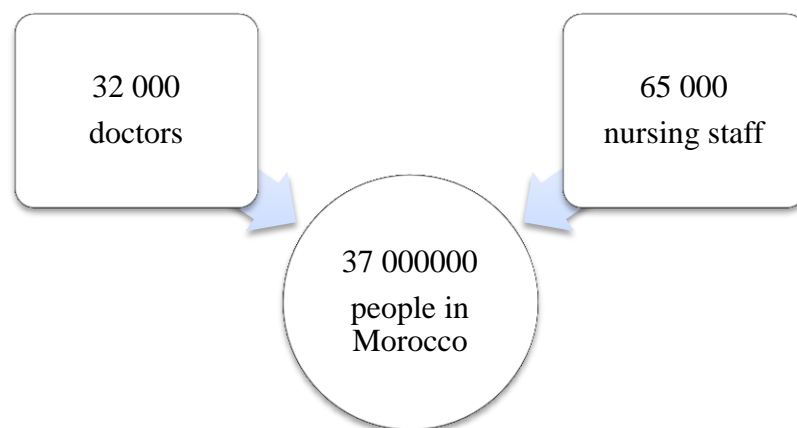 32 000
doctors
65 000
nursing staff
37 000000
people in
Morocco